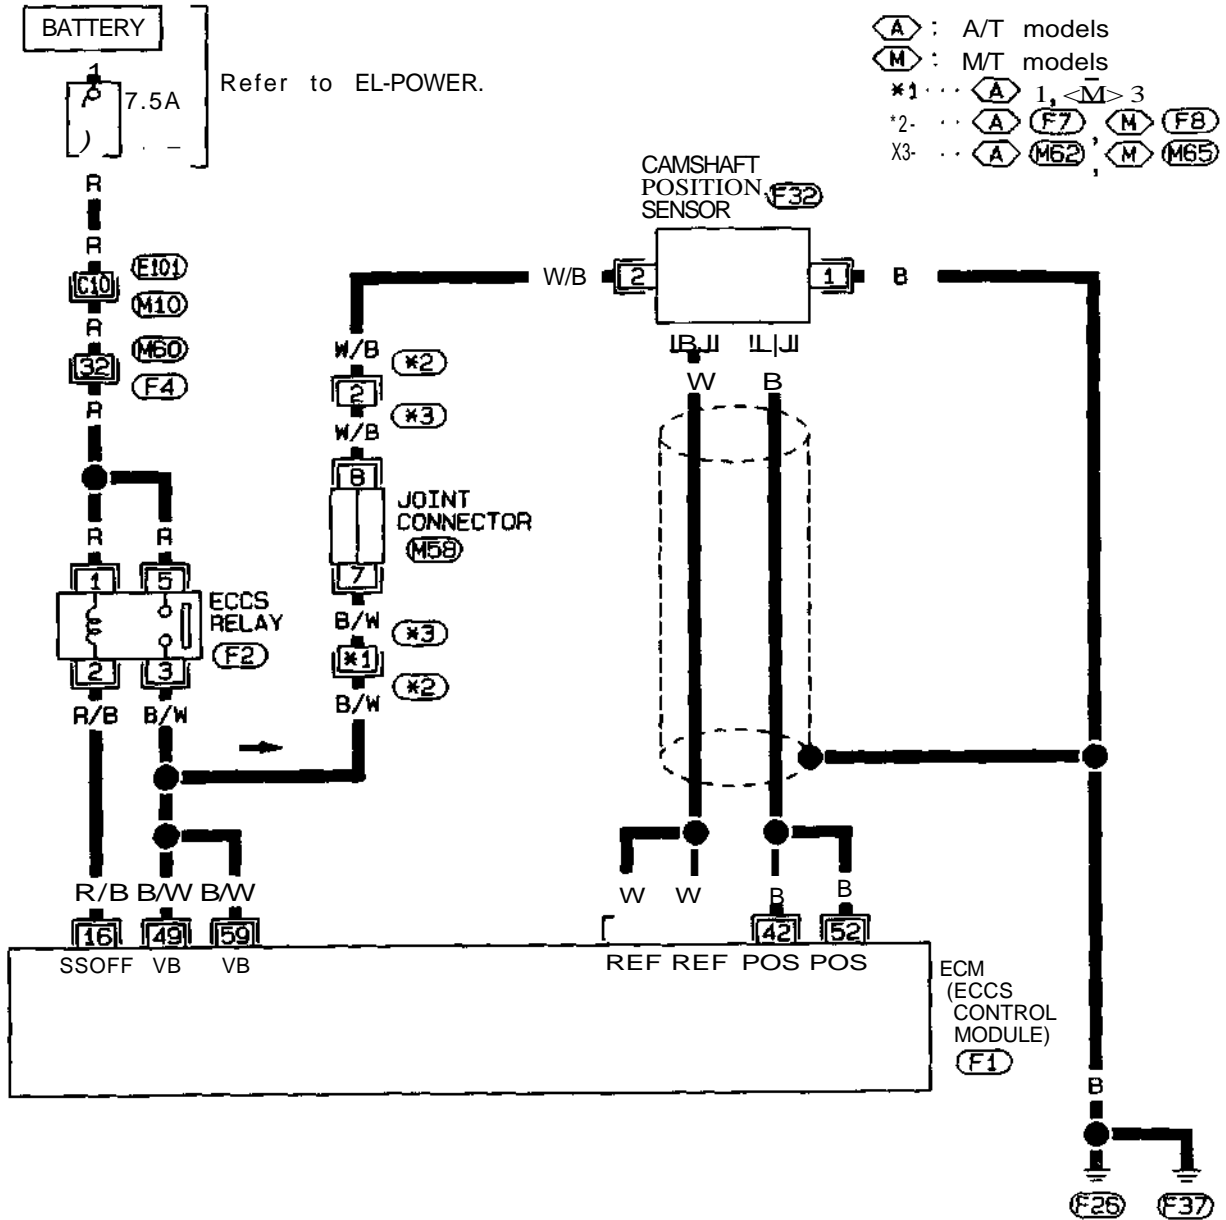 BATTERY
1
7.5A
Refer to EL-POWER.
A : A/T models
M : M/T models
*1 ··· A 1, <M> 3
*2- ·· A F7 , M F8
X3- ·· A M62 , M M65
CAMSHAFT
POSITION
SENSOR
F32
R
R
C10
E101
M10
R
M60
32
F4
R
R
R
1
5
ECCS
RELAY
F2
2
3
R/B
B/W
W/B
2
1
B
W/B
*2
2
*3
W/B
8
JOINT
CONNECTOR
M58
7
B/W
*3
*1
*2
B/W
W
B
R/B B/W B/W
W W B B
16 49 59
42 52
SSOFF VB VB
REF REF POS POS
ECM
(ECCS
CONTROL
MODULE)
F1
B
F26
F37